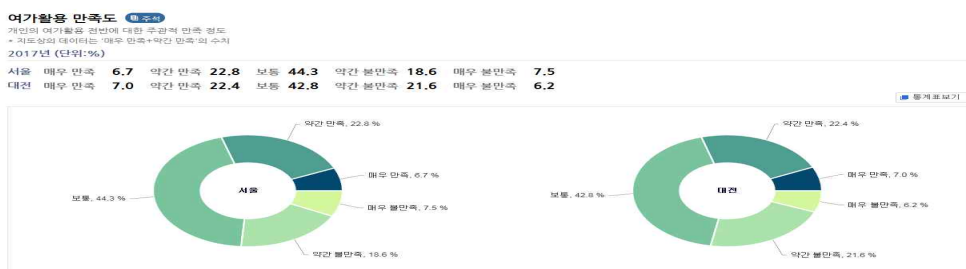 여가활용 만족도 주석
개인의 여가활용 전반에 대한 주관적 만족 정도
* 지도상의 데이터는 '매우 만족+약간 만족'의 수치
2017년 (단위:%)
서울 매우 만족 6.7 약간 만족 22.8 보통 44.3 약간 불만족 18.6 매우 불만족 7.5
대전 매우 만족 7.0 약간 만족 22.4 보통 42.8 약간 불만족 21.6 매우 불만족 6.2
통계표보기
약간 만족, 22.8 %
매우 만족, 6.7 %
서울
보통, 44.3 %
매우 불만족, 7.5 %
약간 불만족, 18.6 %
약간 만족, 22.4 %
매우 만족, 7.0 %
대전
보통, 42.8 %
매우 불만족, 6.2 %
약간 불만족, 21.6 %